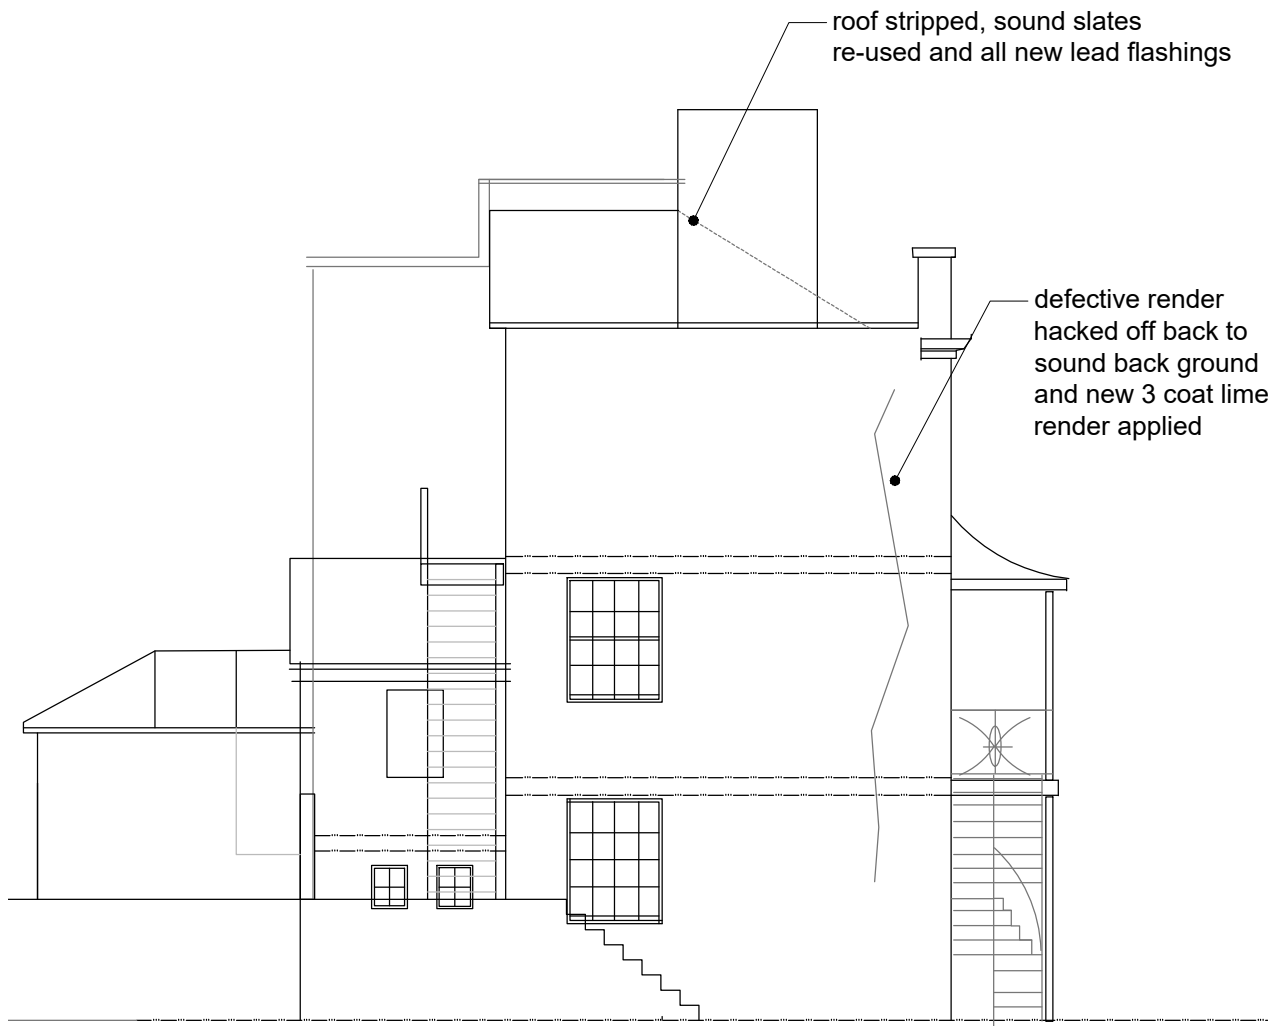 roof stripped, sound slates
re-used and all new lead flashings
defective render
hacked off back to
sound back ground
and new 3 coat lime
render applied